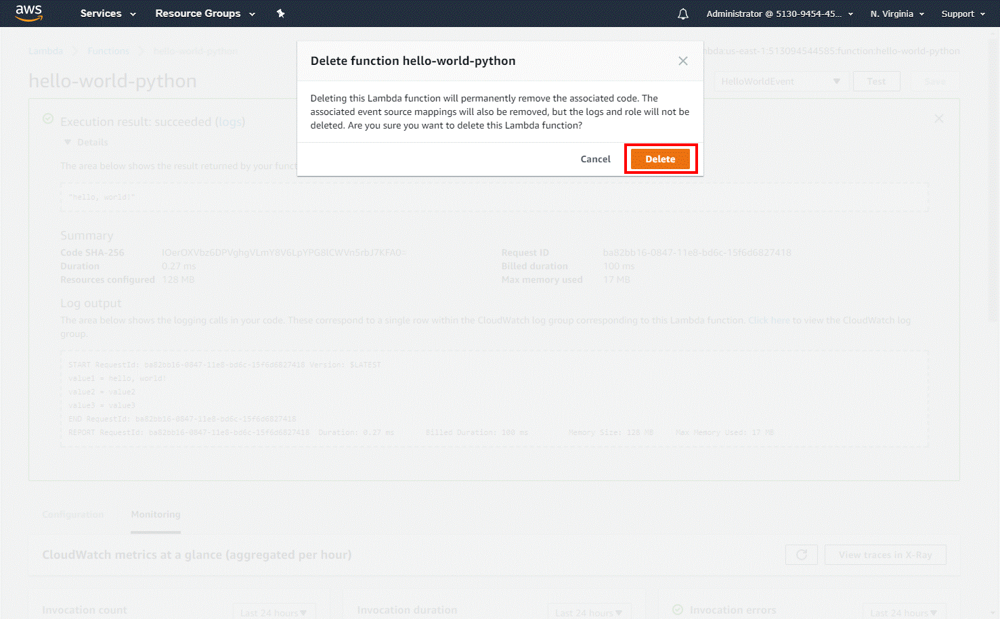 aws Services Resource Groups Administrator @ 5130-9454-45... N. Virginia Support
Lambda Functions hello-world-python
mbda:us-east-1:513094544585:function:hello-world-python
hello-world-python
HelloWorldEvent Test Save
Delete function hello-world-python
Deleting this Lambda function will permanently remove the associated code. The
associated event source mappings will also be removed, but the logs and role will not be
deleted. Are you sure you want to delete this Lambda function?
Cancel Delete
Execution result: succeeded (logs)
Details
The area below shows the result returned by your funct
"hello, world!"
Summary
Code SHA-256 IOerOXVbz6DPVghgVLmY8V6LpYPG8lCWVn5rbJ7KFA0= Request ID ba82bb16-0847-11e8-bd6c-15f6d6827418
Duration 0.27 ms Billed duration 100 ms
Resources configured 128 MB Max memory used 17 MB
Log output
The area below shows the logging calls in your code. These correspond to a single row within the CloudWatch log group corresponding to this Lambda function. Click here to view the CloudWatch log
group.
START RequestId: ba82bb16-0847-11e8-bd6c-15f6d6827418 Version: $LATEST
value1 = hello, world!
value2 = value2
value3 = value3
END RequestId: ba82bb16-0847-11e8-bd6c-15f6d6827418
REPORT RequestId: ba82bb16-0847-11e8-bd6c-15f6d6827418 Duration: 0.27 ms Billed Duration: 100 ms Memory Size: 128 MB Max Memory Used: 17 MB
Configuration Monitoring
CloudWatch metrics at a glance (aggregated per hour) View traces in X-Ray
Invocation count Last 24 hours Invocation duration Last 24 hours Invocation errors Last 24 hours